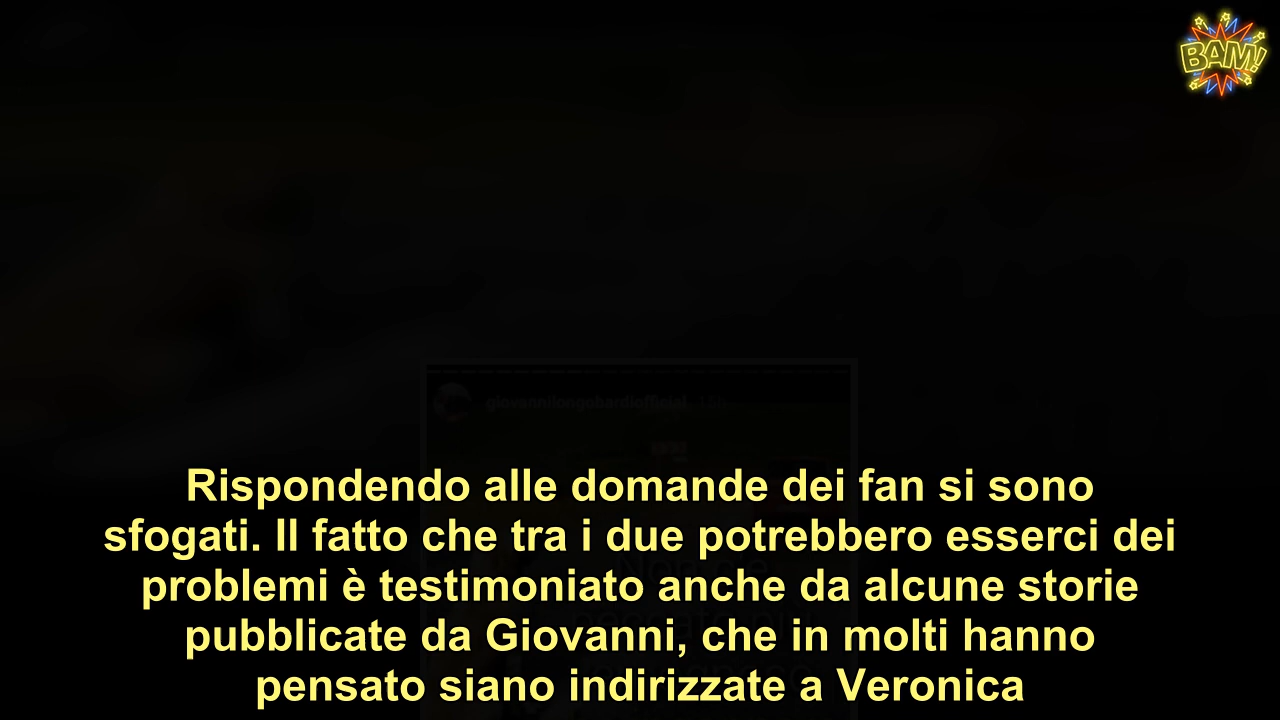 BAM!
giovannilongobardiofficial
Rispondendo alle domande dei fan si sono
sfogati. Il fatto che tra i due potrebbero esserci dei
problemi è testimoniato anche da alcune storie
pubblicate da Giovanni, che in molti hanno
pensato siano indirizzate a Veronica